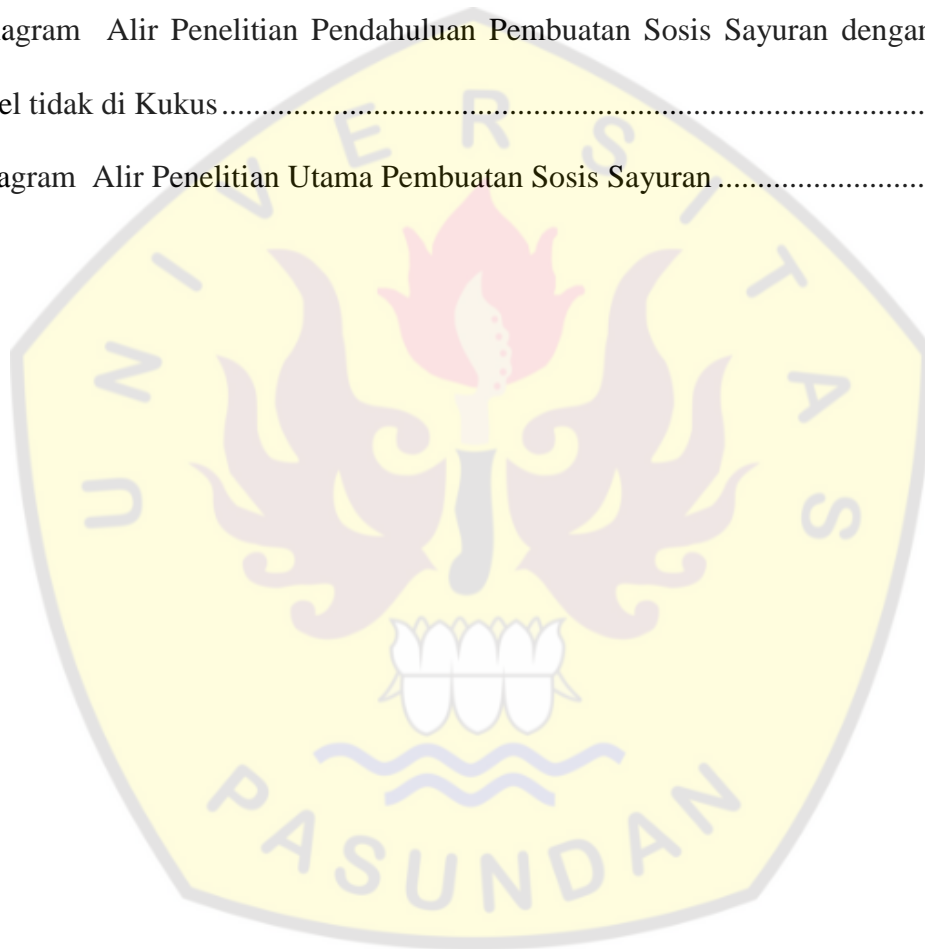 agram Alir Penelitian Pendahuluan Pembuatan Sosis Sayuran dengan
el tidak di Kukus...........................................................................................
agram Alir Penelitian Utama Pembuatan Sosis Sayuran..........................
UNIVERSITAS
PASUNDAN